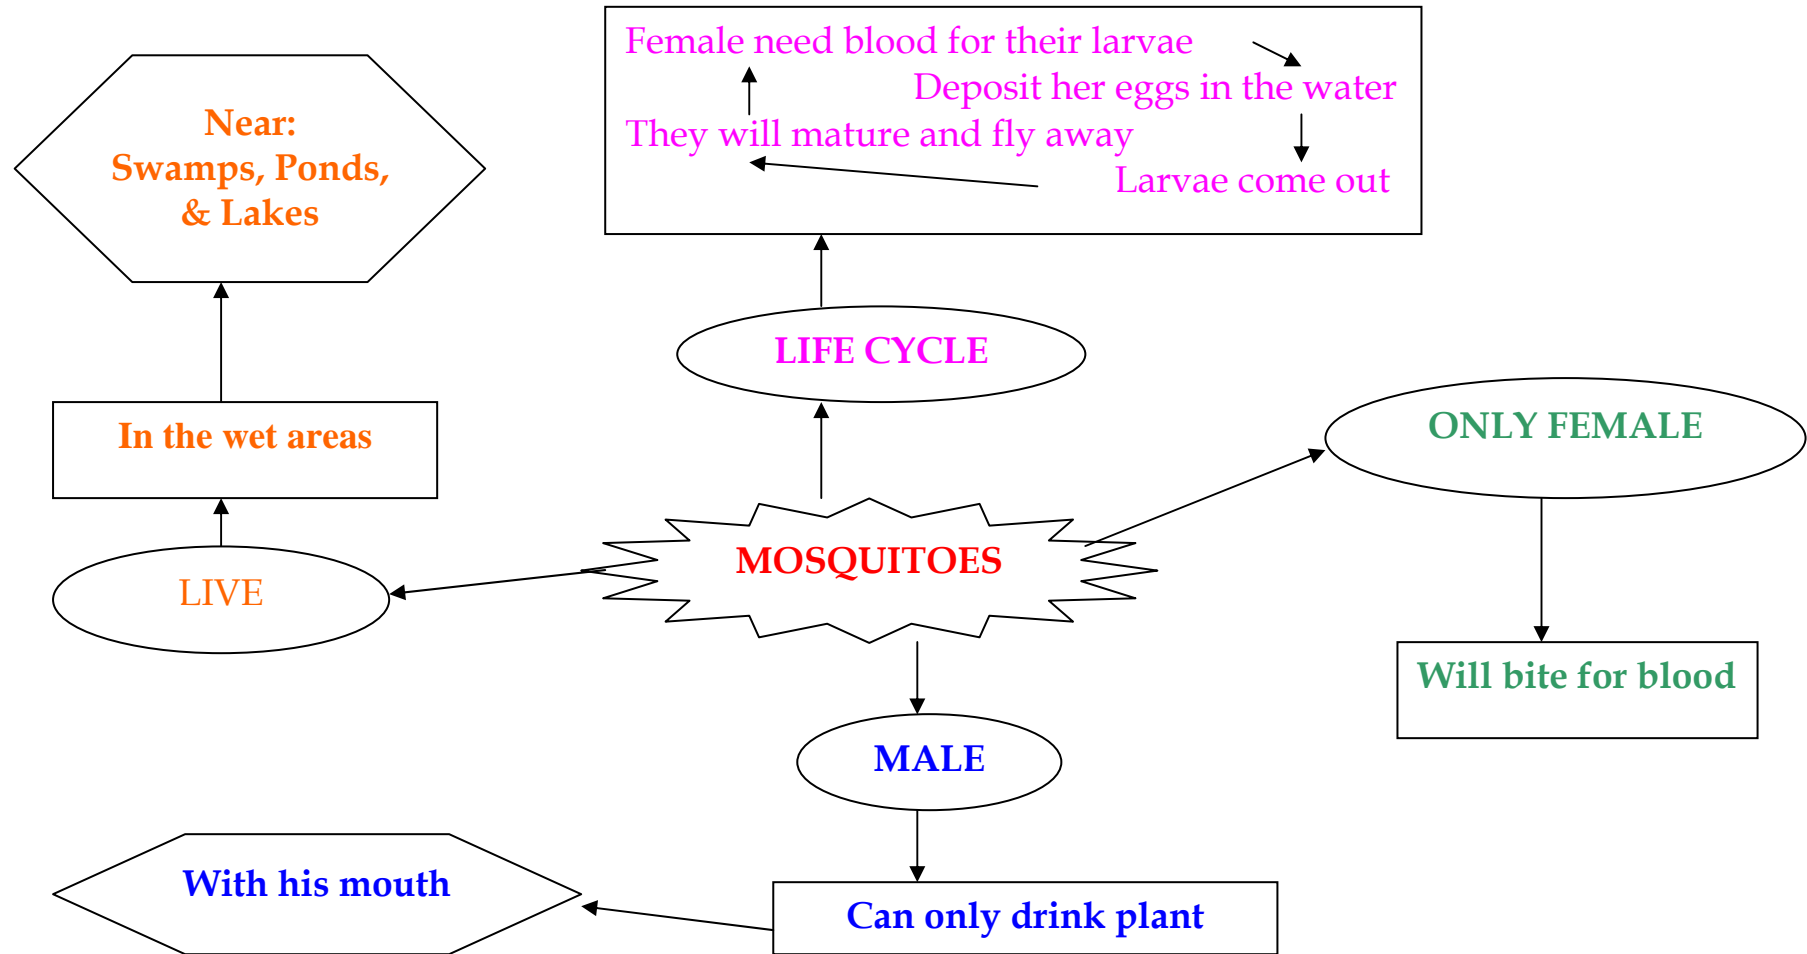 Female need blood for their larvae
Deposit her eggs in the water
They will mature and fly away
Larvae come out
Near:
Swamps, Ponds,
& Lakes
LIFE CYCLE
In the wet areas
ONLY FEMALE
MOSQUITOES
LIVE
Will bite for blood
MALE
With his mouth
Can only drink plant